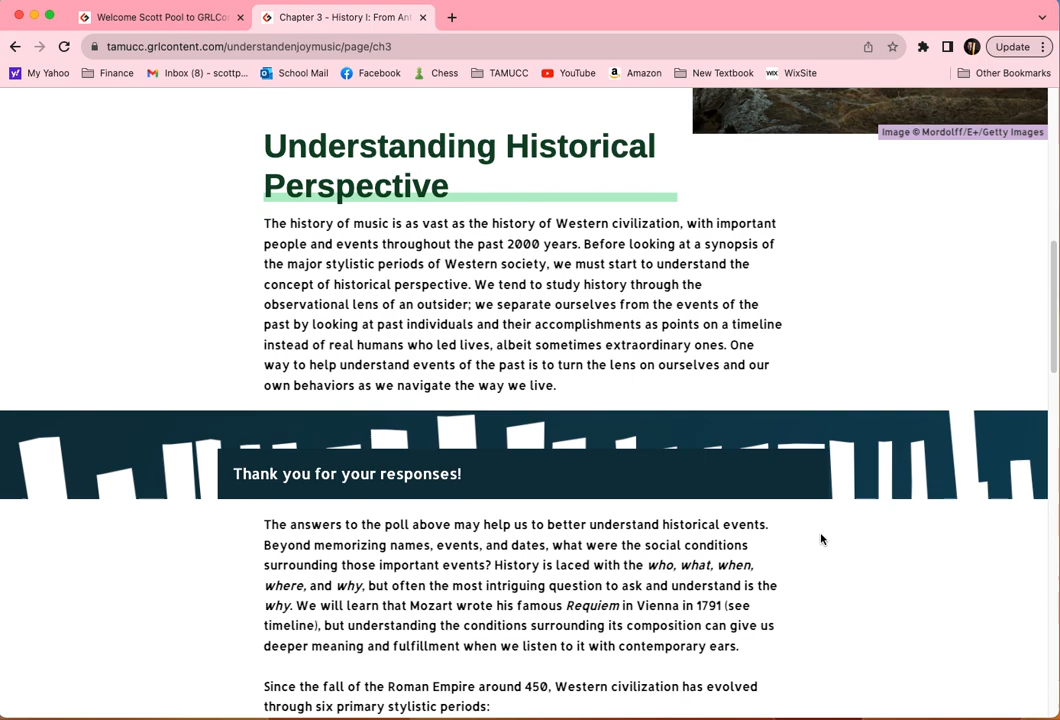 Welcome Scott Pool to GRLCo
Chapter 3 - History I: From Ant
tamucc.grlcontent.com/understandenjoymusic/page/ch3
Update
My Yahoo
Finance
Inbox (8) - scottp...
School Mail
Facebook
Chess
TAMUCC
YouTube
Amazon
New Textbook
WIX
WixSite
Other Bookmarks
Image © Mordolff/E+/Getty Images
Understanding Historical
Perspective
The history of music is as vast as the history of Western civilization, with important
people and events throughout the past 2000 years. Before looking at a synopsis of
the major stylistic periods of Western society, we must start to understand the
concept of historical perspective. We tend to study history through the
observational lens of an outsider; we separate ourselves from the events of the
past by looking at past individuals and their accomplishments as points on a timeline
instead of real humans who led lives, albeit sometimes extraordinary ones. One
way to help understand events of the past is to turn the lens on ourselves and our
own behaviors as we navigate the way we live.
Thank you for your responses!
The answers to the poll above may help us to better understand historical events.
Beyond memorizing names, events, and dates, what were the social conditions
surrounding those important events? History is laced with the who, what, when,
where, and why, but often the most intriguing question to ask and understand is the
why. We will learn that Mozart wrote his famous Requiem in Vienna in 1791 (see
timeline), but understanding the conditions surrounding its composition can give us
deeper meaning and fulfillment when we listen to it with contemporary ears.
Since the fall of the Roman Empire around 450, Western civilization has evolved
through six primary stylistic periods: